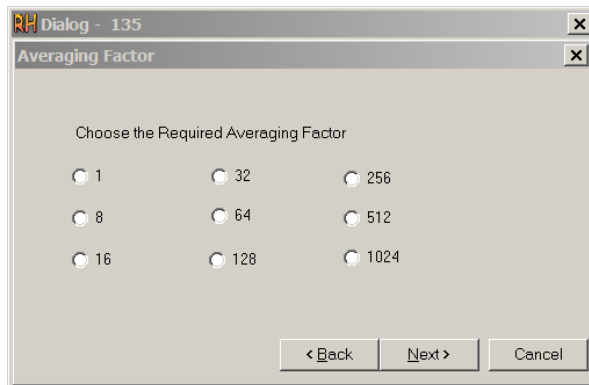 RH Dialog - 135
Averaging Factor
Choose the Required Averaging Factor
1 32 256
8 64 512
16 128 1024
< Back Next > Cancel